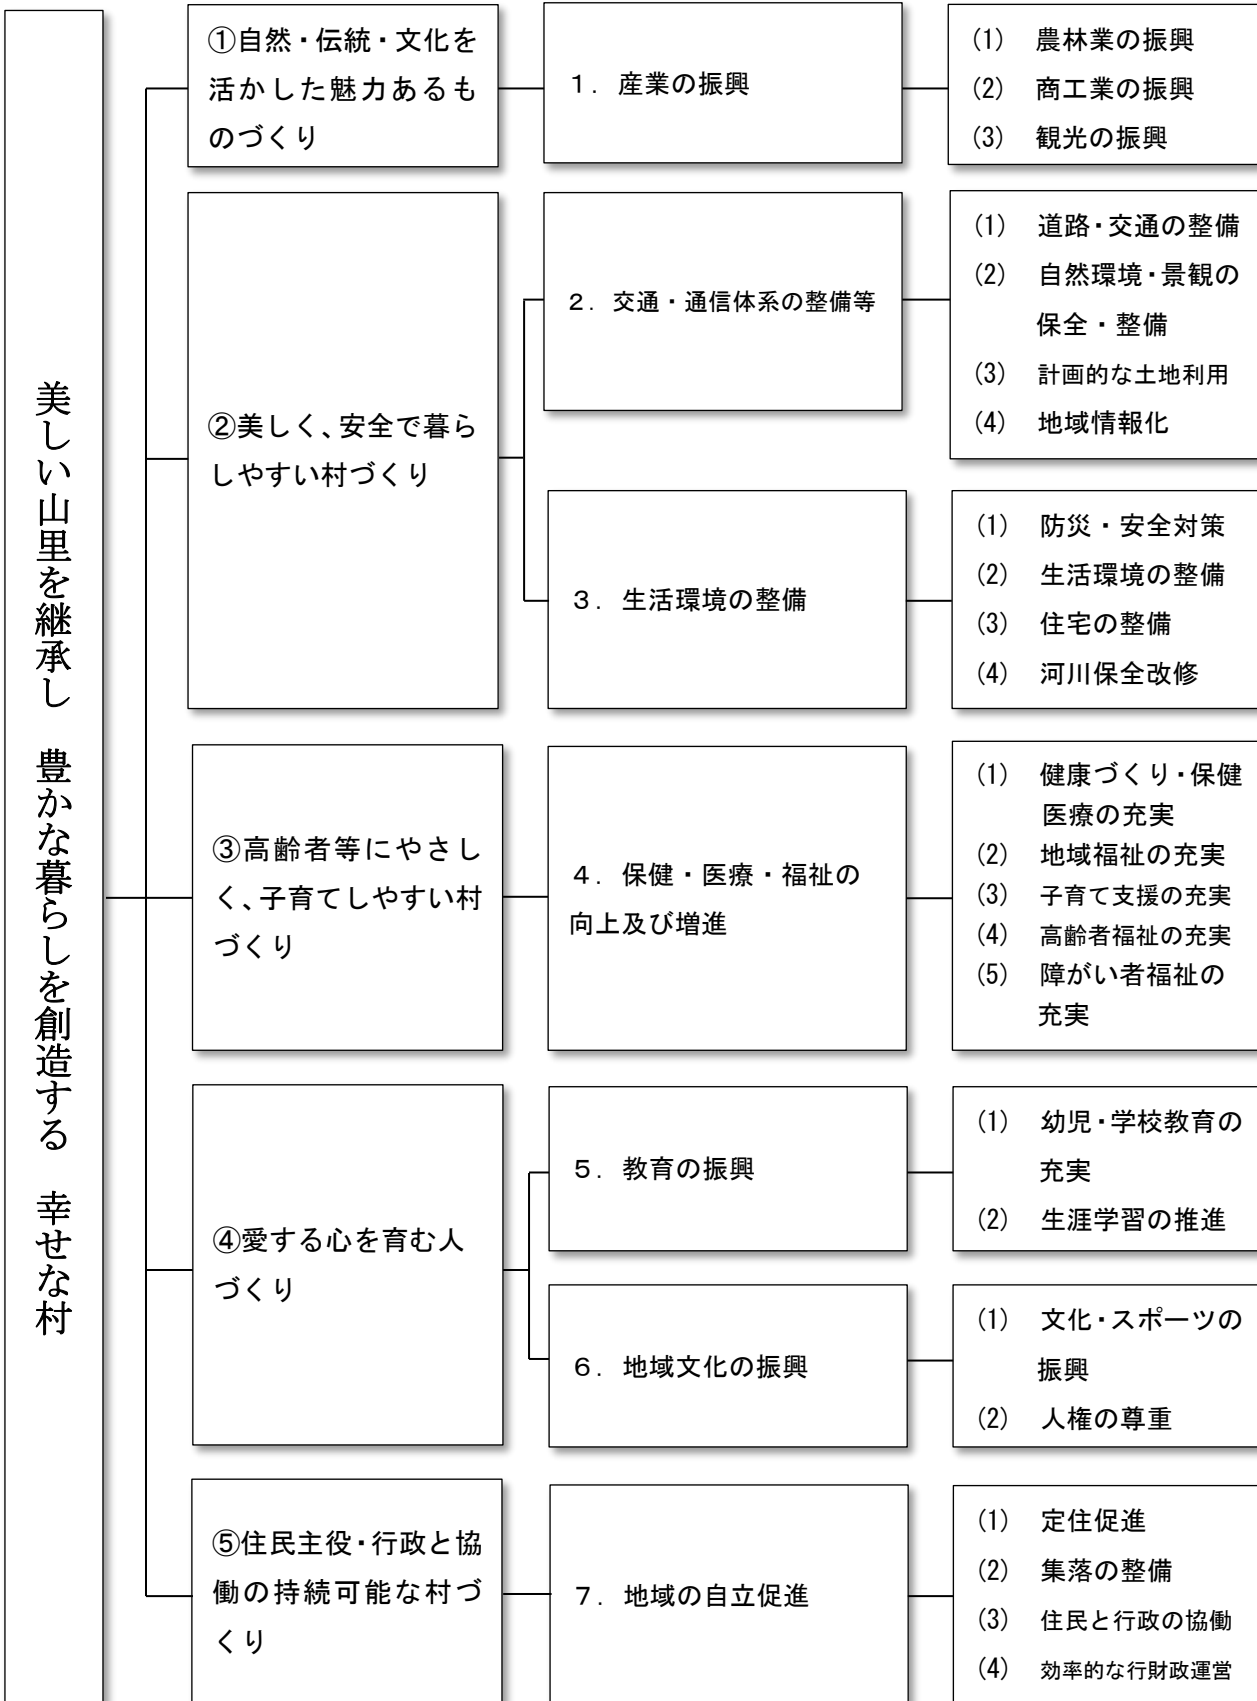 美しい山里を継承し　豊かな暮らしを創造する　幸せな村
①自然・伝統・文化を
活かした魅力あるも
のづくり
１．産業の振興
(1)　農林業の振興
(2)　商工業の振興
(3)　観光の振興
②美しく、安全で暮ら
しやすい村づくり
２．交通・通信体系の整備等
(1)　道路・交通の整備
(2)　自然環境・景観の
保全・整備
(3)　計画的な土地利用
(4)　地域情報化
３．生活環境の整備
(1)　防災・安全対策
(2)　生活環境の整備
(3)　住宅の整備
(4)　河川保全改修
③高齢者等にやさし
く、子育てしやすい村
づくり
４．保健・医療・福祉の
向上及び増進
(1)　健康づくり・保健
医療の充実
(2)　地域福祉の充実
(3)　子育て支援の充実
(4)　高齢者福祉の充実
(5)　障がい者福祉の
充実
④愛する心を育む人
づくり
５．教育の振興
(1)　幼児・学校教育の
充実
(2)　生涯学習の推進
６．地域文化の振興
(1)　文化・スポーツの
振興
(2)　人権の尊重
⑤住民主役・行政と協
働の持続可能な村づ
くり
７．地域の自立促進
(1)　定住促進
(2)　集落の整備
(3)　住民と行政の協働
(4)　効率的な行財政運営